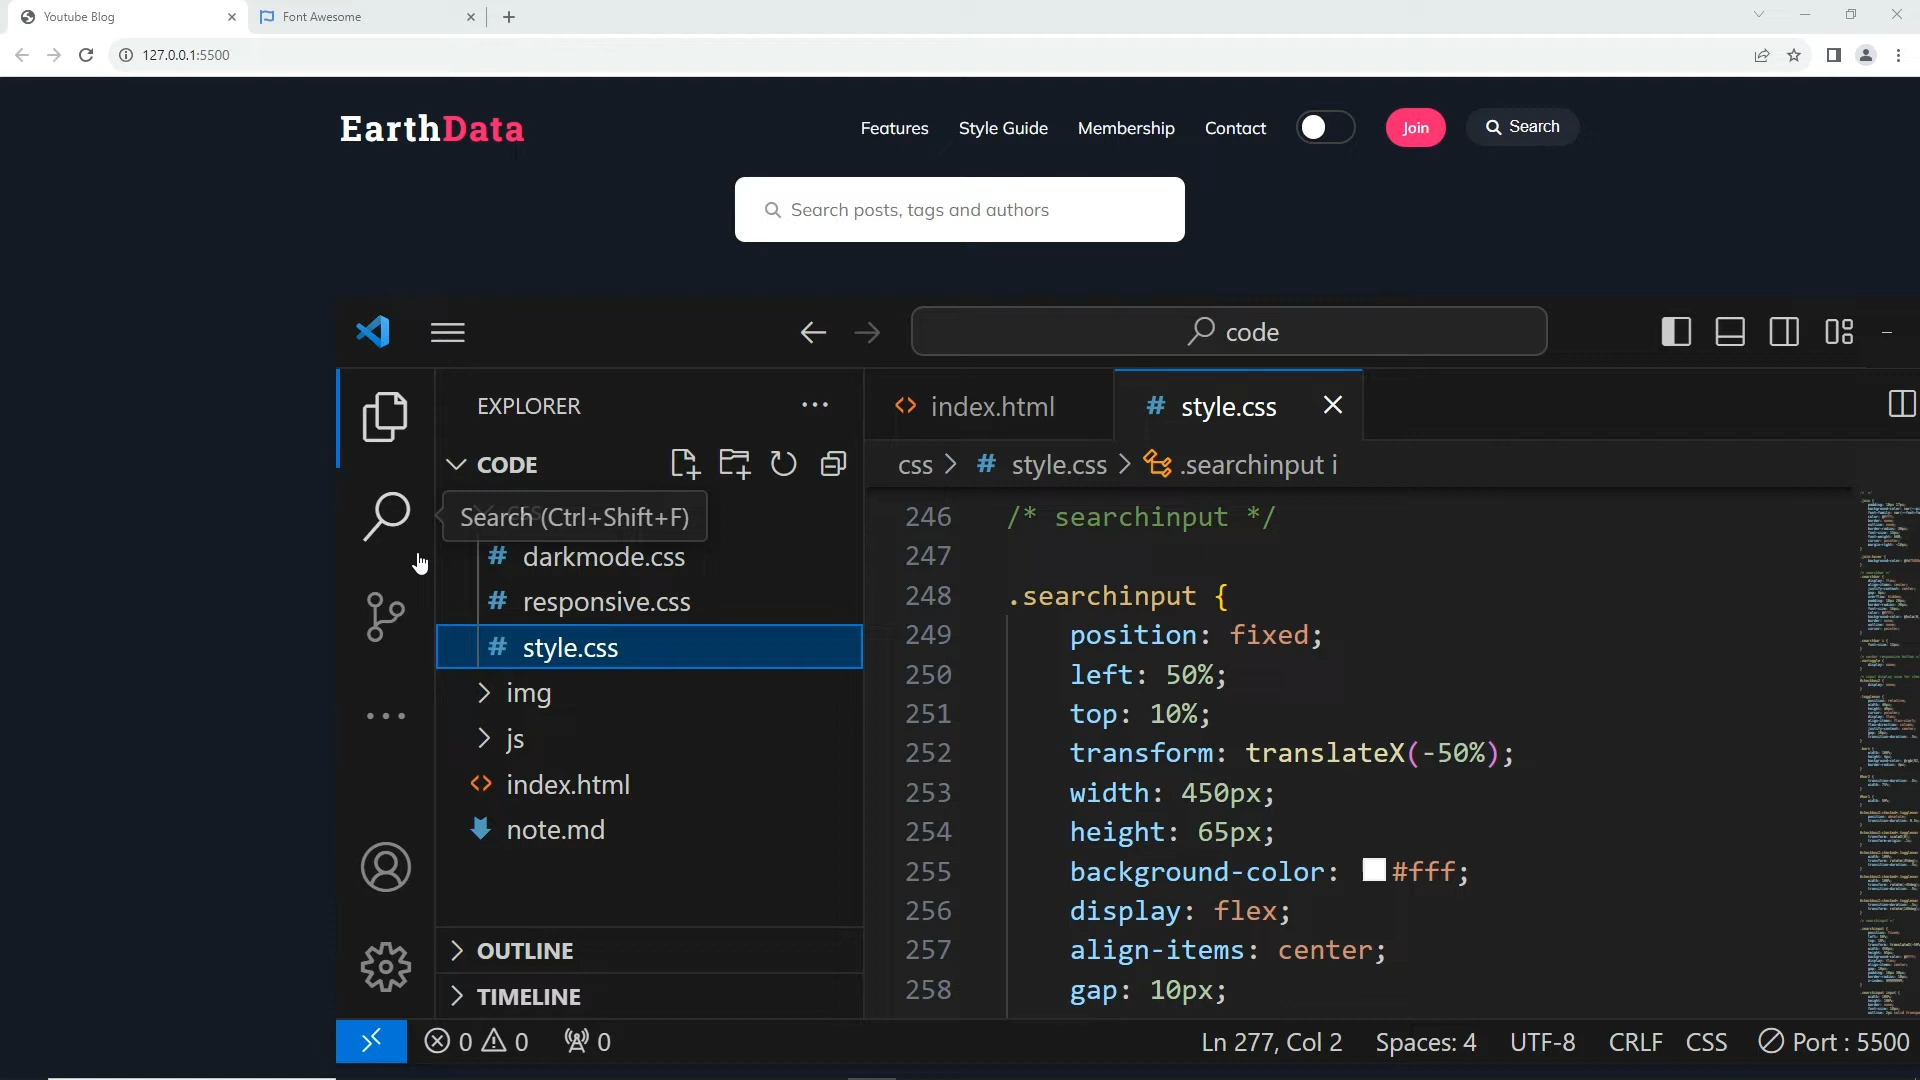 Youtube Blog
Font Awesome
127.0.0.1:5500
EarthData
Features Style Guide Membership Contact Join Search
Search posts, tags and authors
code
EXPLORER
index.html
style.css
CODE
css > # style.css > .searchinput i
Search (Ctrl+Shift+F)
# darkmode.css
# responsive.css
# style.css
img
js
index.html
note.md
OUTLINE
TIMELINE
246 /* searchinput */
247
248 .searchinput {
249 position: fixed;
250 left: 50%;
251 top: 10%;
252 transform: translateX(-50%);
253 width: 450px;
254 height: 65px;
255 background-color: #fff;
256 display: flex;
257 align-items: center;
258 gap: 10px;
0 0 0
Ln 277, Col 2 Spaces: 4 UTF-8 CRLF CSS Port : 5500